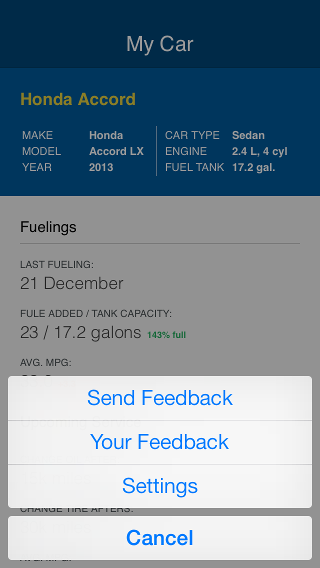 My Car
Honda Accord
MAKE Honda CAR TYPE Sedan
MODEL Accord LX ENGINE 2.4 L, 4 cyl
YEAR 2013 FUEL TANK 17.2 gal.
Fuelings
LAST FUELING:
21 December
FULE ADDED / TANK CAPACITY:
23 / 17.2 galons 143% full
AVG. MPG:
Send Feedback
Your Feedback
Settings
CHANGE TIRE AFTERS:
Cancel